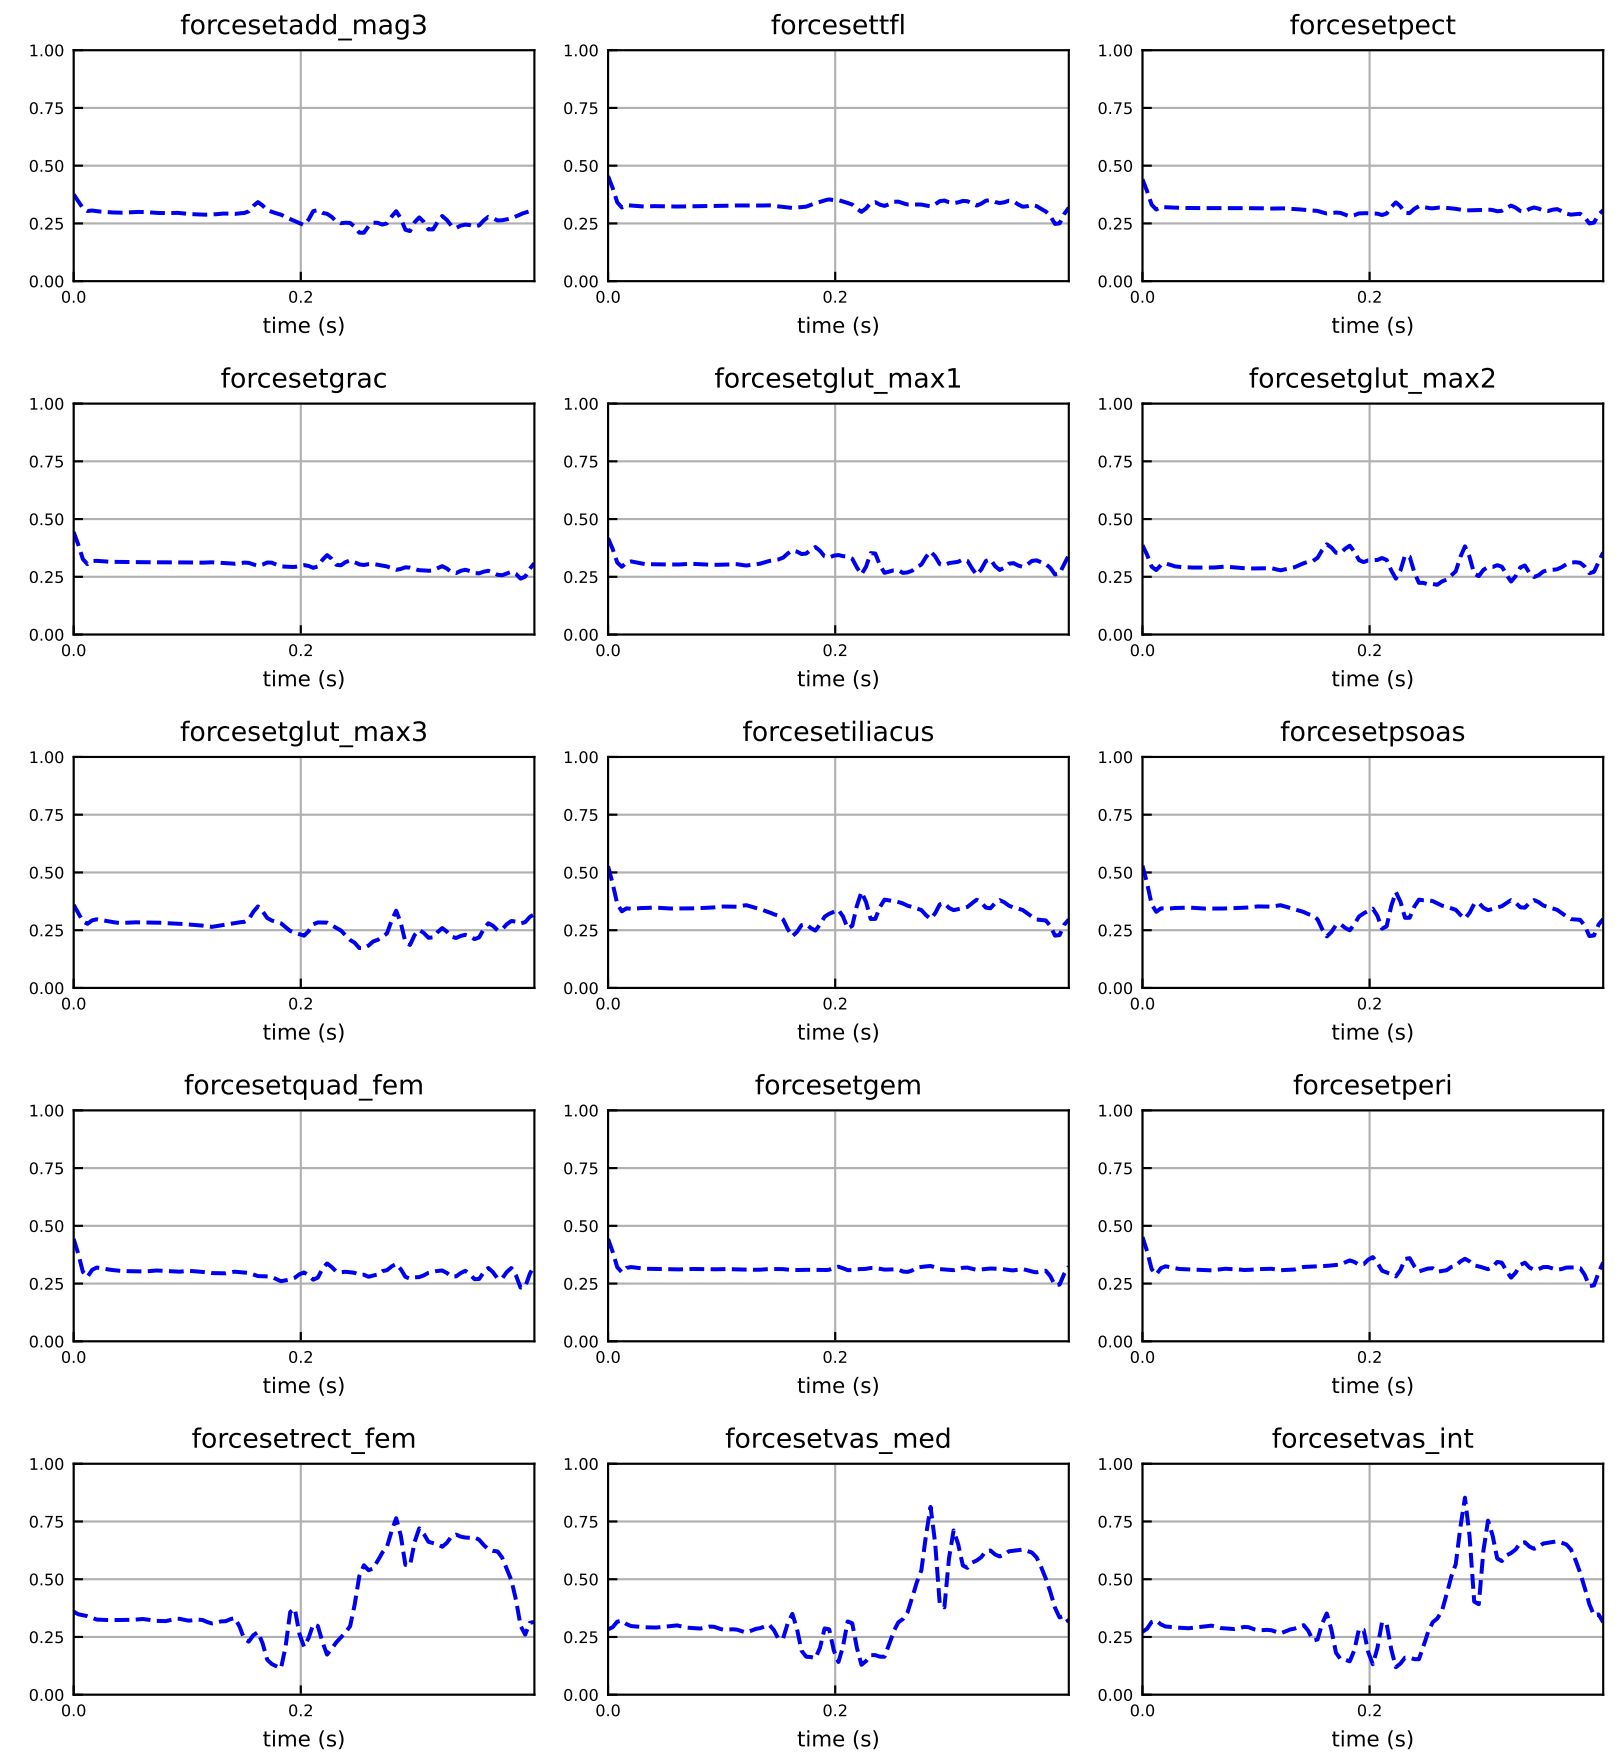 forcesetadd_mag3 forcesettfl forcesetpect
1.00 1.00 1.00
0.75 0.75 0.75
0.50 0.50 0.50
0.25 0.25 0.25
0.00 0.00 0.00
0.0 0.2 0.0 0.2 0.0 0.2
time (s) time (s) time (s)
forcesetgrac forcesetglut_max1 forcesetglut_max2
1.00 1.00 1.00
0.75 0.75 0.75
0.50 0.50 0.50
0.25 0.25 0.25
0.00 0.00 0.00
0.0 0.2 0.0 0.2 0.0 0.2
time (s) time (s) time (s)
forcesetglut_max3 forcesetiliacus forcesetpsoas
1.00 1.00 1.00
0.75 0.75 0.75
0.50 0.50 0.50
0.25 0.25 0.25
0.00 0.00 0.00
0.0 0.2 0.0 0.2 0.0 0.2
time (s) time (s) time (s)
forcesetquad_fem forcesetgem forcesetperi
1.00 1.00 1.00
0.75 0.75 0.75
0.50 0.50 0.50
0.25 0.25 0.25
0.00 0.00 0.00
0.0 0.2 0.0 0.2 0.0 0.2
time (s) time (s) time (s)
forcesetrect_fem forcesetvas_med forcesetvas_int
1.00 1.00 1.00
0.75 0.75 0.75
0.50 0.50 0.50
0.25 0.25 0.25
0.00 0.00 0.00
0.0 0.2 0.0 0.2 0.0 0.2
time (s) time (s) time (s)